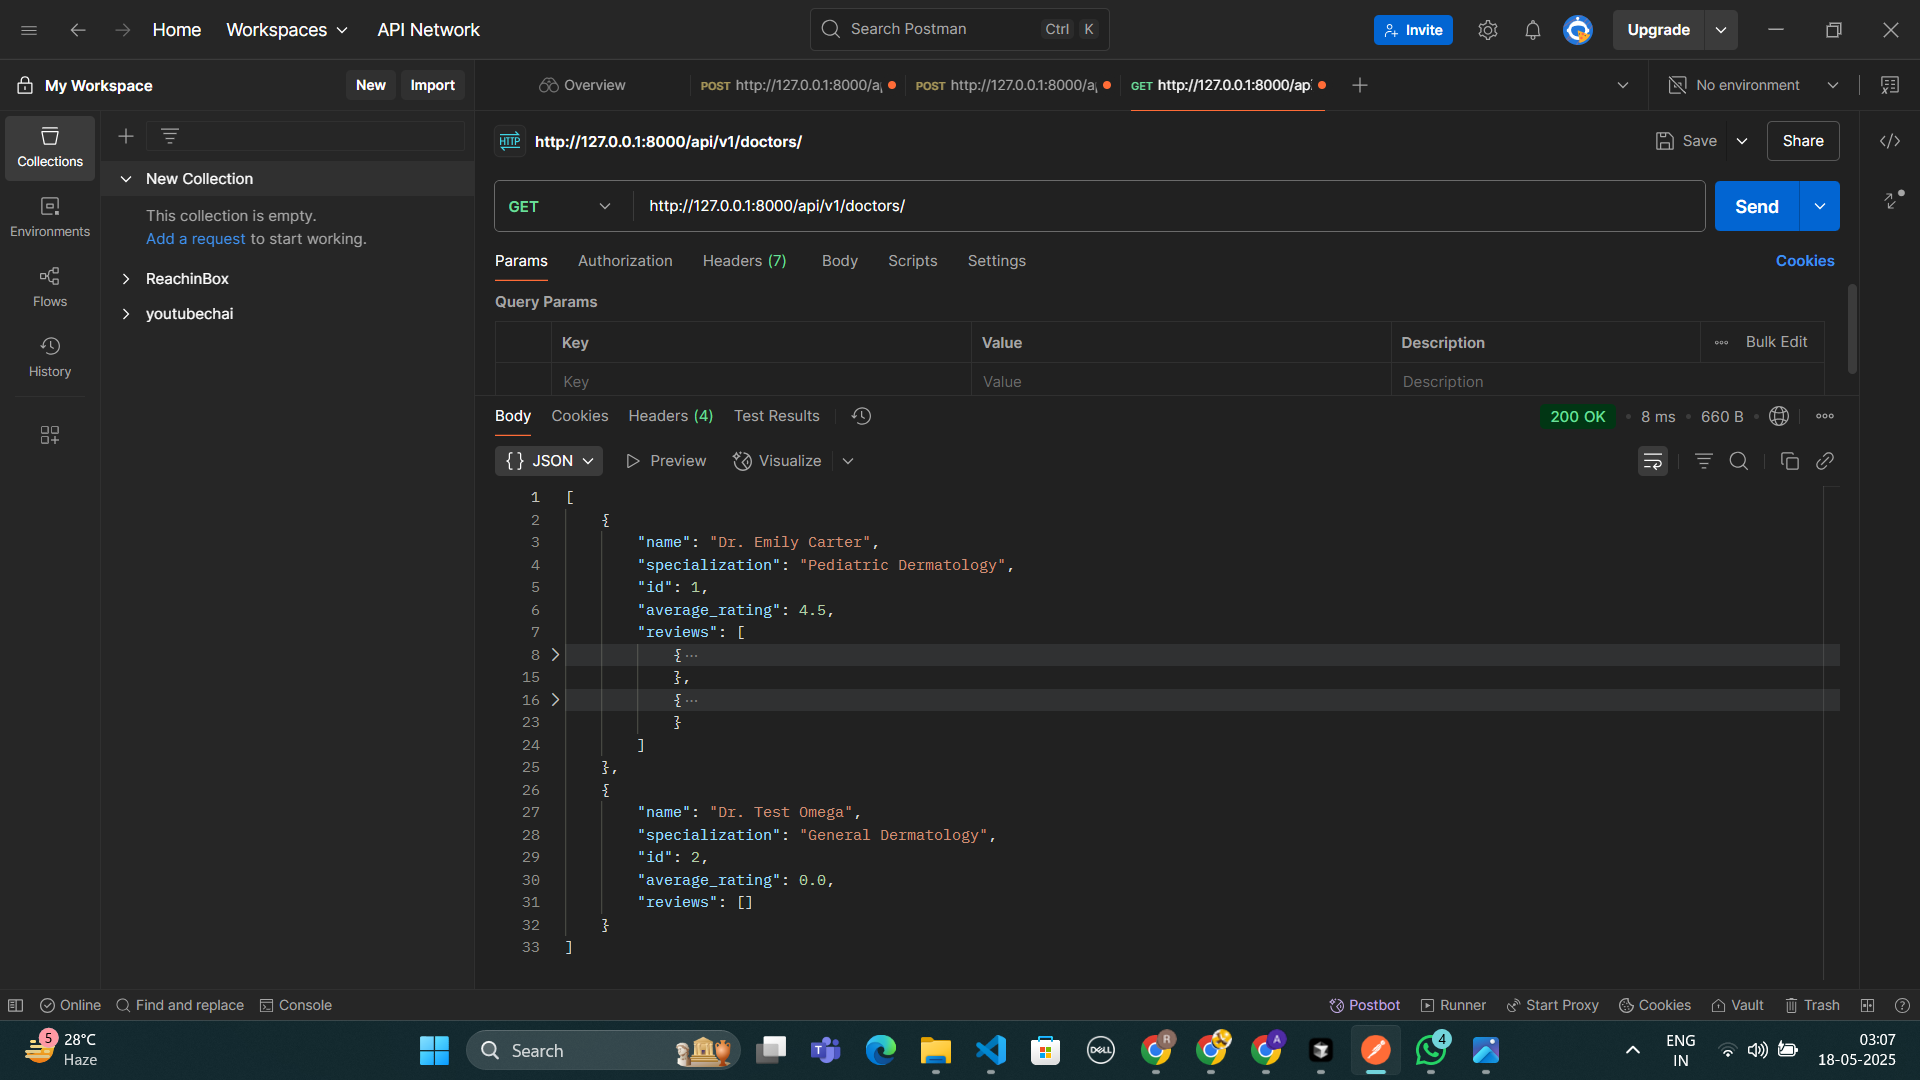 Home
Workspaces
API Network
Search Postman
Ctrl
K
Invite
Upgrade
My Workspace
New
Import
Overview
POST http://127.0.0.1:8000/a
POST http://127.0.0.1:8000/a
GET http://127.0.0.1:8000/ap
No environment
Collections
Environments
Flows
History
New Collection
This collection is empty.
Add a request to start working.
ReachinBox
youtubechai
HTTP
http://127.0.0.1:8000/api/v1/doctors/
Save
Share
GET
http://127.0.0.1:8000/api/v1/doctors/
Send
Params
Authorization
Headers (7)
Body
Scripts
Settings
Cookies
Query Params
Key
Value
Description
Bulk Edit
Key
Value
Description
Body
Cookies
Headers (4)
Test Results
200 OK
8 ms
660 B
{} JSON
Preview
Visualize
1 [
2 {
3 "name": "Dr. Emily Carter",
4 "specialization": "Pediatric Dermatology",
5 "id": 1,
6 "average_rating": 4.5,
7 "reviews": [
8 { ···
15 },
16 { ···
23 }
24 ]
25 },
26 {
27 "name": "Dr. Test Omega",
28 "specialization": "General Dermatology",
29 "id": 2,
30 "average_rating": 0.0,
31 "reviews": []
32 }
33 ]
Online
Find and replace
Console
Postbot
Runner
Start Proxy
Cookies
Vault
Trash
5
28°C
Haze
Search
DELL
R
A
4
ENG
IN
03:07
18-05-2025